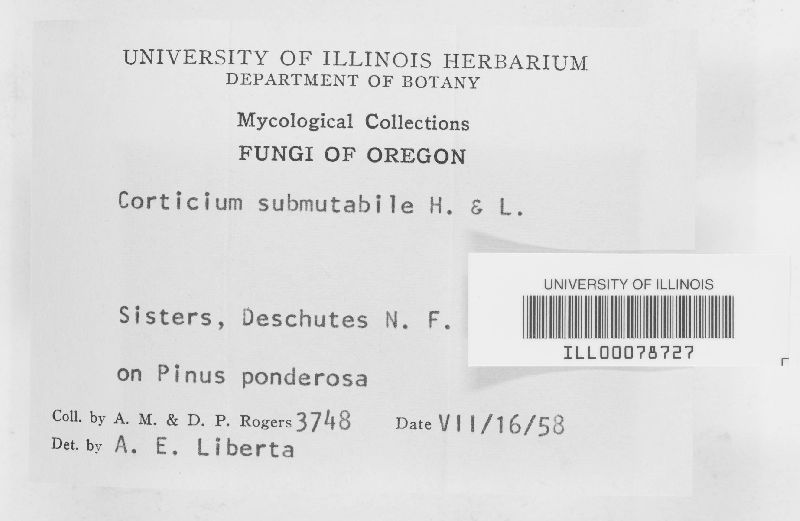 UNIVERSITY OF ILLINOIS HERBARIUM
DEPARTMENT OF BOTANY
Mycological Collections
FUNGI OF OREGON
Corticium submutabile H. & L.
Sisters, Deschutes N. F.
on Pinus ponderosa
Coll. by A. M. & D. P. Rogers 3748 Date VII/16/58
Det. by A. E. Liberta
UNIVERSITY OF ILLINOIS
ILL00078727